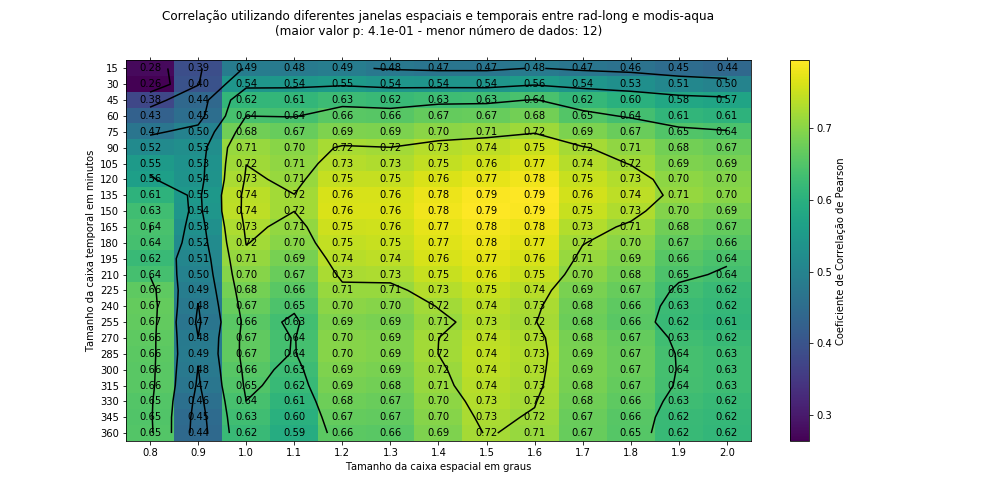 Correlação utilizando diferentes janelas espaciais e temporais entre rad-long e modis-aqua
(maior valor p: 4.1e-01 - menor número de dados: 12)
15 0.28 0.39 0.49 0.48 0.49 0.48 0.47 0.47 0.48 0.47 0.46 0.45 0.44
30 0.26 0.40 0.54 0.54 0.55 0.54 0.54 0.54 0.56 0.54 0.53 0.51 0.50
45 0.38 0.44 0.62 0.61 0.63 0.62 0.63 0.63 0.64 0.62 0.60 0.58 0.57
60 0.43 0.45 0.64 0.64 0.66 0.66 0.67 0.67 0.68 0.65 0.64 0.61 0.61
75 0.47 0.50 0.68 0.67 0.69 0.69 0.70 0.71 0.72 0.69 0.67 0.65 0.64
90 0.52 0.53 0.71 0.70 0.72 0.72 0.73 0.74 0.75 0.72 0.71 0.68 0.67
105 0.55 0.53 0.72 0.71 0.73 0.73 0.75 0.76 0.77 0.74 0.72 0.69 0.69
120 0.56 0.54 0.73 0.71 0.75 0.75 0.76 0.77 0.78 0.75 0.73 0.70 0.70
135 0.61 0.55 0.74 0.72 0.76 0.76 0.78 0.79 0.79 0.76 0.74 0.71 0.70
150 0.63 0.54 0.74 0.72 0.76 0.76 0.78 0.79 0.79 0.75 0.73 0.70 0.69
165 0.64 0.53 0.73 0.71 0.75 0.76 0.77 0.78 0.78 0.73 0.71 0.68 0.67
180 0.64 0.52 0.72 0.70 0.75 0.75 0.77 0.78 0.77 0.72 0.70 0.67 0.66
195 0.62 0.51 0.71 0.69 0.74 0.74 0.76 0.77 0.76 0.71 0.69 0.66 0.64
210 0.64 0.50 0.70 0.67 0.73 0.73 0.75 0.76 0.75 0.70 0.68 0.65 0.64
225 0.66 0.49 0.68 0.66 0.71 0.71 0.73 0.75 0.74 0.69 0.67 0.63 0.62
240 0.67 0.48 0.67 0.65 0.70 0.70 0.72 0.74 0.73 0.68 0.66 0.63 0.62
255 0.67 0.47 0.66 0.63 0.69 0.69 0.71 0.73 0.72 0.68 0.66 0.62 0.61
270 0.66 0.48 0.67 0.64 0.70 0.69 0.72 0.74 0.73 0.68 0.67 0.63 0.62
285 0.66 0.49 0.67 0.64 0.70 0.69 0.72 0.74 0.73 0.69 0.67 0.64 0.63
300 0.66 0.48 0.66 0.63 0.69 0.69 0.71 0.74 0.73 0.69 0.67 0.64 0.63
315 0.66 0.47 0.65 0.62 0.69 0.68 0.71 0.74 0.73 0.68 0.67 0.64 0.63
330 0.65 0.46 0.64 0.61 0.68 0.67 0.70 0.73 0.72 0.68 0.66 0.63 0.62
345 0.65 0.45 0.63 0.60 0.67 0.67 0.70 0.73 0.72 0.67 0.66 0.62 0.62
360 0.65 0.44 0.62 0.59 0.66 0.66 0.69 0.72 0.71 0.67 0.65 0.62 0.62
0.8 0.9 1.0 1.1 1.2 1.3 1.4 1.5 1.6 1.7 1.8 1.9 2.0
Tamanho da caixa espacial em graus
Tamanho da caixa temporal em minutos
0.7
0.6
0.5
0.4
0.3
Coeficiente de Correlação de Pearson